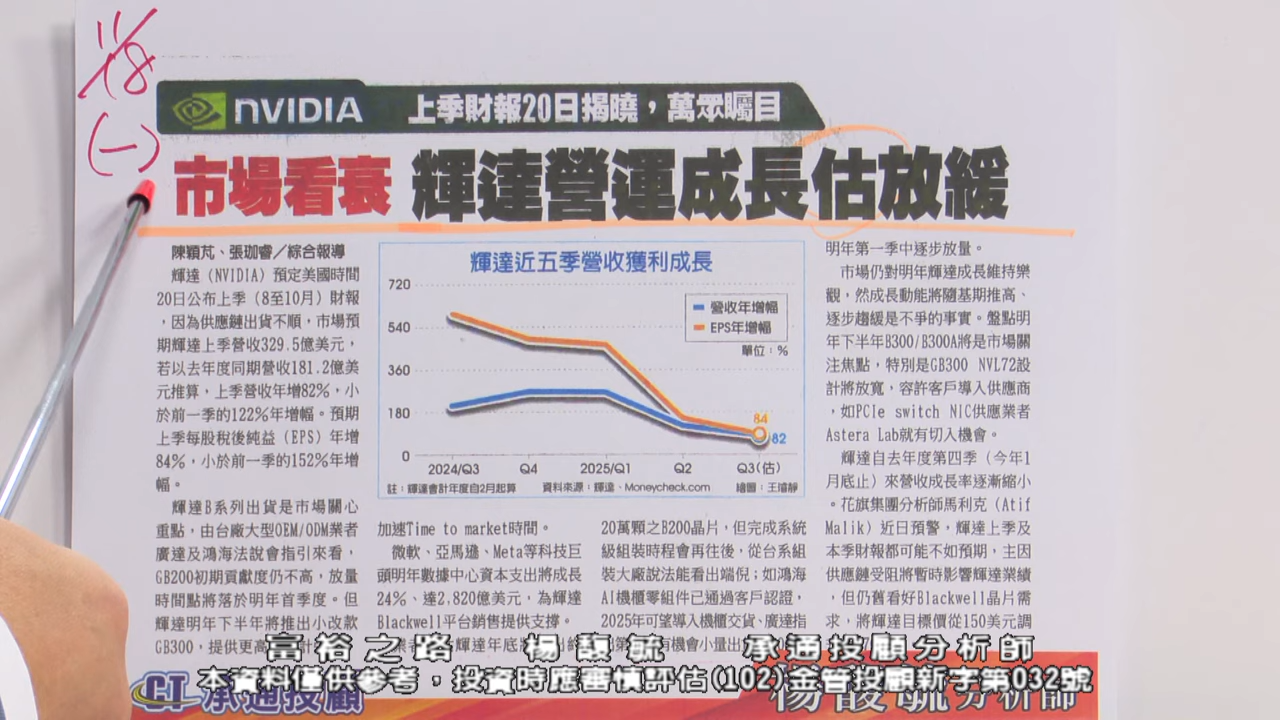 11/18
(一)
NVIDIA 上季財報20日揭曉，萬眾矚目
市場看衰 輝達營運成長估放緩
陳穎芃、張珈睿／綜合報導
輝達（NVIDIA）預定美國時間
20日公布上季（8至10月）財報
，因為供應鏈出貨不順，市場預
期輝達上季營收329.5億美元，
若以去年度同期營收181.2億美
元推算，上季營收年增82%，小
於前一季的122%年增幅。預期
上季每股稅後純益（EPS）年增
84%，小於前一季的152%年增
幅。
輝達B系列出貨是市場關心
重點，由台廠大型OEM/ODM業者
廣達及鴻海法說會指引來看，
GB200初期貢獻度仍不高，放量
時間點將落於明年首季度。但
輝達明年下半年將推出小改款
GB300，提供更高
輝達近五季營收獲利成長
720
540
360
180
0
營收年增幅
EPS年增幅
單位：%
84
82
2024/Q3 Q4 2025/Q1 Q2 Q3(估)
註：輝達會計年度自2月起算 資料來源：輝達、Moneycheck.com 繪圖：王璿靜
加速Time to market時間。
微軟、亞馬遜、Meta等科技巨
頭明年數據中心資本支出將成長
24%、達2,820億美元，為輝達
Blackwell平台銷售提供支撐。
輝達年底
20萬顆之B200晶片，但完成系統
級組裝時程會再往後，從台系組
裝大廠說法能看出端倪；如鴻海
AI機櫃零組件已通過客戶認證，
2025年可望導入機櫃交貨、廣達指
有機會小量出
明年第一季中逐步放量。
市場仍對明年輝達成長維持樂
觀，然成長動能將隨基期推高、
逐步趨緩是不爭的事實。盤點明
年下半年B300/B300A將是市場關
注焦點，特別是GB300 NVL72設
計將放寬，容許客戶導入供應商
，如PCIe switch NIC供應業者
Astera Lab就有切入機會。
輝達自去年度第四季（今年1
月底止）來營收成長率逐漸縮小
。花旗集團分析師馬利克（Atif
Malik）近日預警，輝達上季及
本季財報都可能不如預期，主因
供應鏈受阻將暫時影響輝達業績
，但仍舊看好Blackwell晶片需
求，將輝達目標價從150美元調
富裕之路 楊馥毓 承通投顧分析師
本資料僅供參考，投資時應審慎評估(102)金管投顧新字第032號
CT 承通投顧 楊馥毓分析師